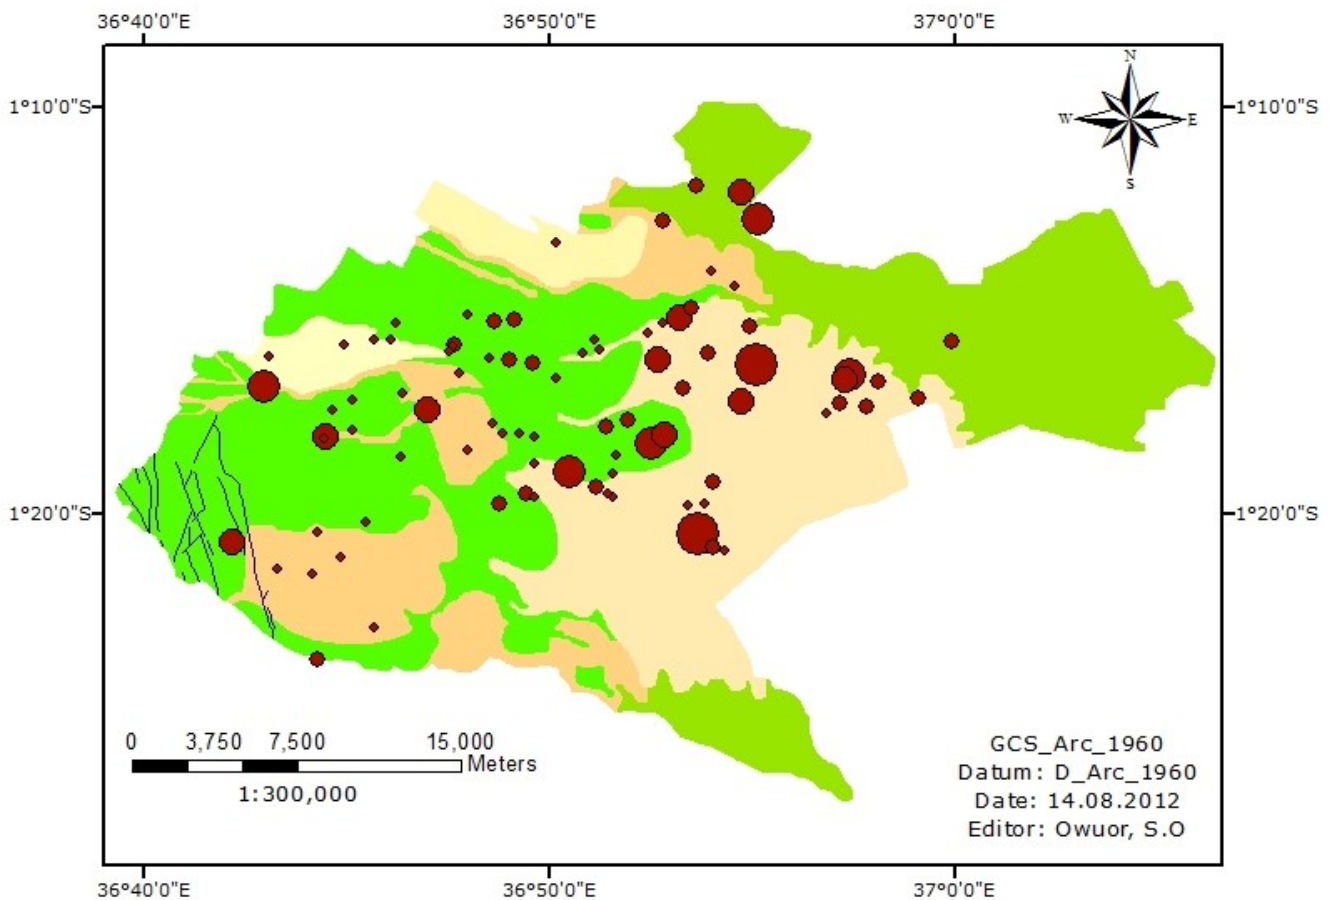 36°40'0"E 36°50'0"E 37°0'0"E
N
1°10'0"S 1°10'0"S
W E
S
1°20'0"S 1°20'0"S
0 3,750 7,500 15,000
Meters
1:300,000
GCS_Arc_1960
Datum: D_Arc_1960
Date: 14.08.2012
Editor: Owuor, S.O
36°40'0"E 36°50'0"E 37°0'0"E